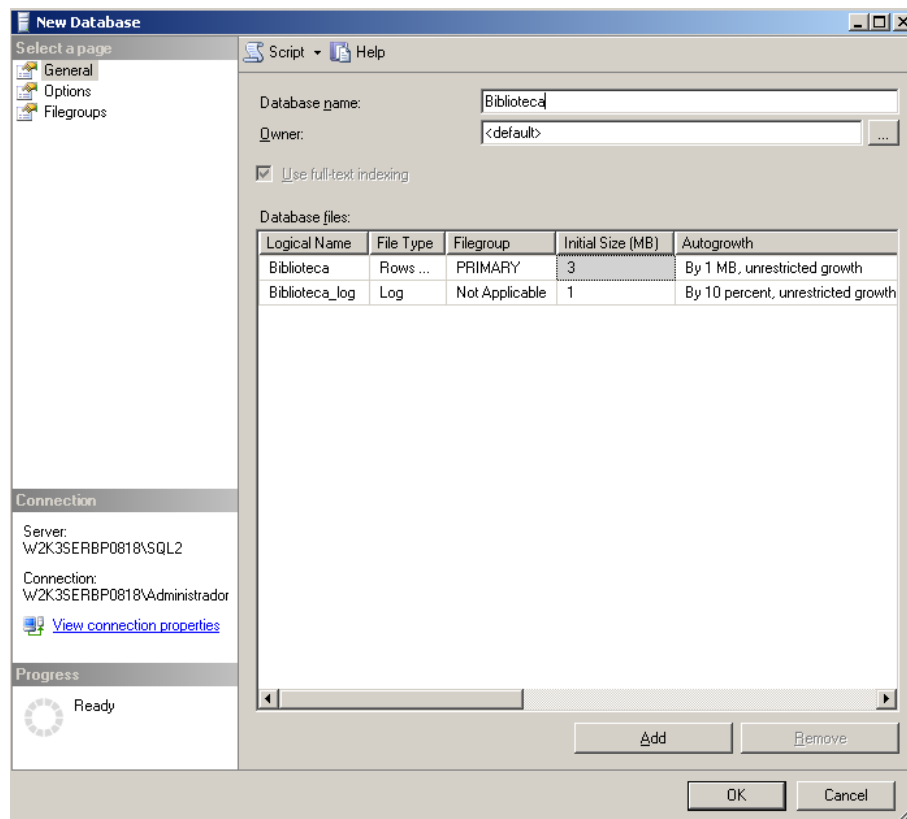 New Database
Select a page
General
Options
Filegroups
Script Help
Database name: Biblioteca
Owner: <default> ...
Use full-text indexing
Database files:
Logical Name File Type Filegroup Initial Size (MB) Autogrowth
Biblioteca Rows ... PRIMARY 3 By 1 MB, unrestricted growth
Biblioteca_log Log Not Applicable 1 By 10 percent, unrestricted growth
Connection
Server:
W2K3SERBP0818\SQL2
Connection:
W2K3SERBP0818\Administrador
View connection properties
Progress
Ready
Add Remove
OK Cancel